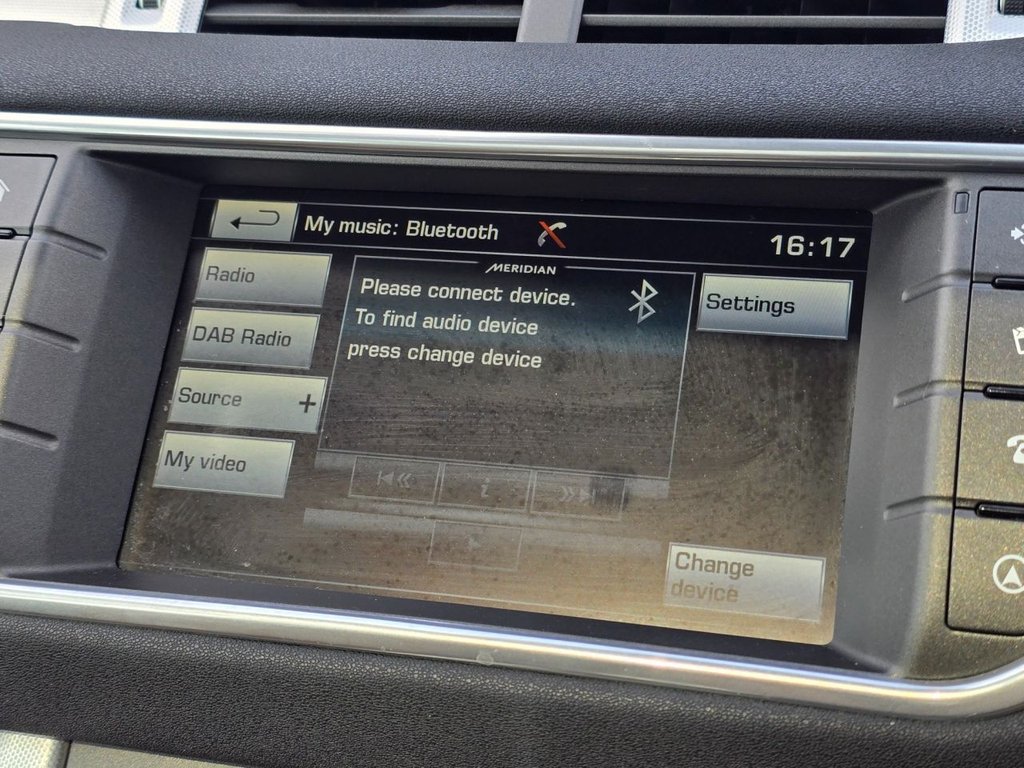 My music: Bluetooth
16:17
MERIDIAN
Radio
DAB Radio
Source +
My video
Please connect device.
To find audio device
press change device
Settings
i
Change
device